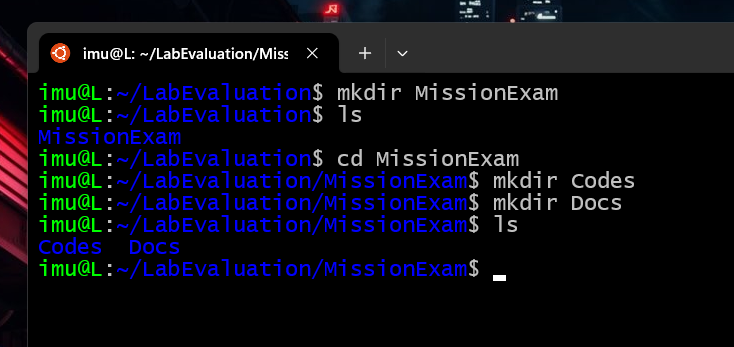 imu@L: ~/LabEvaluation/Miss
imu@L:~/LabEvaluation$ mkdir MissionExam
imu@L:~/LabEvaluation$ ls
MissionExam
imu@L:~/LabEvaluation$ cd MissionExam
imu@L:~/LabEvaluation/MissionExam$ mkdir Codes
imu@L:~/LabEvaluation/MissionExam$ mkdir Docs
imu@L:~/LabEvaluation/MissionExam$ ls
Codes  Docs
imu@L:~/LabEvaluation/MissionExam$